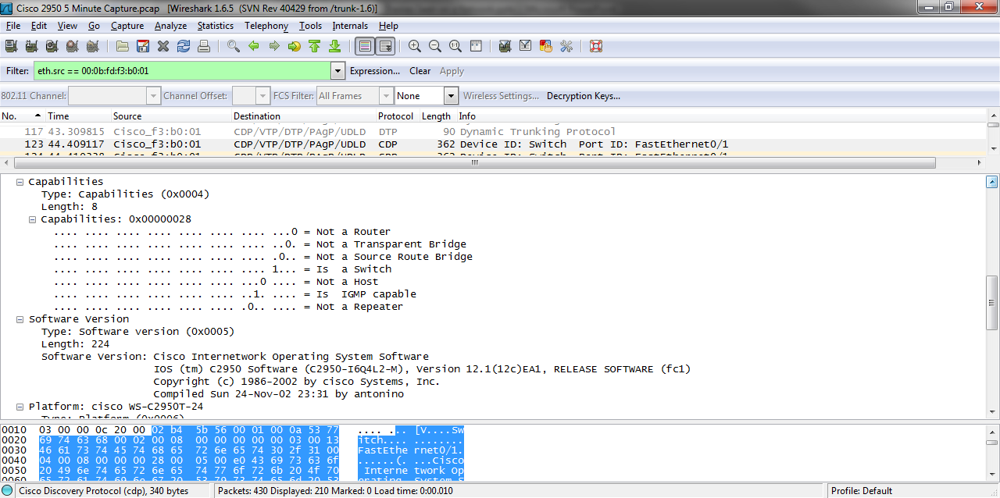 Cisco 2950 5 Minute Capture.pcap [Wireshark 1.6.5 (SVN Rev 40429 from /trunk-1.6)]
File Edit View Go Capture Analyze Statistics Telephony Tools Internals Help
Filter: eth.src == 00:0b:fd:f3:b0:01 Expression... Clear Apply
802.11 Channel: Channel Offset: FCS Filter: All Frames None Wireless Settings... Decryption Keys...
No. Time Source Destination Protocol Length Info
117 43.309815 Cisco_f3:b0:01 CDP/VTP/DTP/PAgP/UDLD DTP 90 Dynamic Trunking Protocol
123 44.409117 Cisco_f3:b0:01 CDP/VTP/DTP/PAgP/UDLD CDP 362 Device ID: Switch Port ID: FastEthernet0/1
Capabilities
Type: Capabilities (0x0004)
Length: 8
Capabilities: 0x00000028
.... .... .... .... .... .... .... ...0 = Not a Router
.... .... .... .... .... .... .... ..0. = Not a Transparent Bridge
.... .... .... .... .... .... .... .0.. = Not a Source Route Bridge
.... .... .... .... .... .... .... 1... = Is  a Switch
.... .... .... .... .... .... ...0 .... = Not a Host
.... .... .... .... .... .... ..1. .... = Is  IGMP capable
.... .... .... .... .... .... .0.. .... = Not a Repeater
Software Version
Type: Software version (0x0005)
Length: 224
Software Version: Cisco Internetwork Operating System Software
IOS (tm) C2950 Software (C2950-I6Q4L2-M), Version 12.1(12c)EA1, RELEASE SOFTWARE (fc1)
Copyright (c) 1986-2002 by cisco Systems, Inc.
Compiled Sun 24-Nov-02 23:31 by antonino
Platform: cisco WS-C2950T-24
Type: Platform (0x0006)
0010 03 00 00 0c 20 00 02 b4 5b 56 00 01 00 0a 53 77 .... ... [V....Sw
0020 69 74 63 68 00 02 00 08 00 00 00 00 00 03 00 13 itch.... ........
0030 46 61 73 74 45 74 68 65 72 6e 65 74 30 2f 31 00 FastEthe rnet0/1.
0040 04 00 08 00 00 00 28 00 05 00 e0 43 69 73 63 6f ......(. ...Cisco
0050 20 49 6e 74 65 72 6e 65 74 77 6f 72 6b 20 4f 70 Interne twork Op
Cisco Discovery Protocol (cdp), 340 bytes Packets: 430 Displayed: 210 Marked: 0 Load time: 0:00.010 Profile: Default